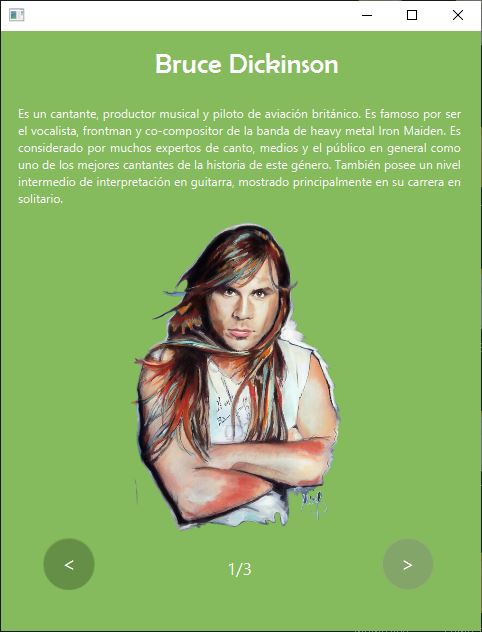 Bruce Dickinson
Es un cantante, productor musical y piloto de aviación británico. Es famoso por ser
el vocalista, frontman y co-compositor de la banda de heavy metal Iron Maiden. Es
considerado por muchos expertos de canto, medios y el público en general como
uno de los mejores cantantes de la historia de este género. También posee un nivel
intermedio de interpretación en guitarra, mostrado principalmente en su carrera en
solitario.
<
1/3
>